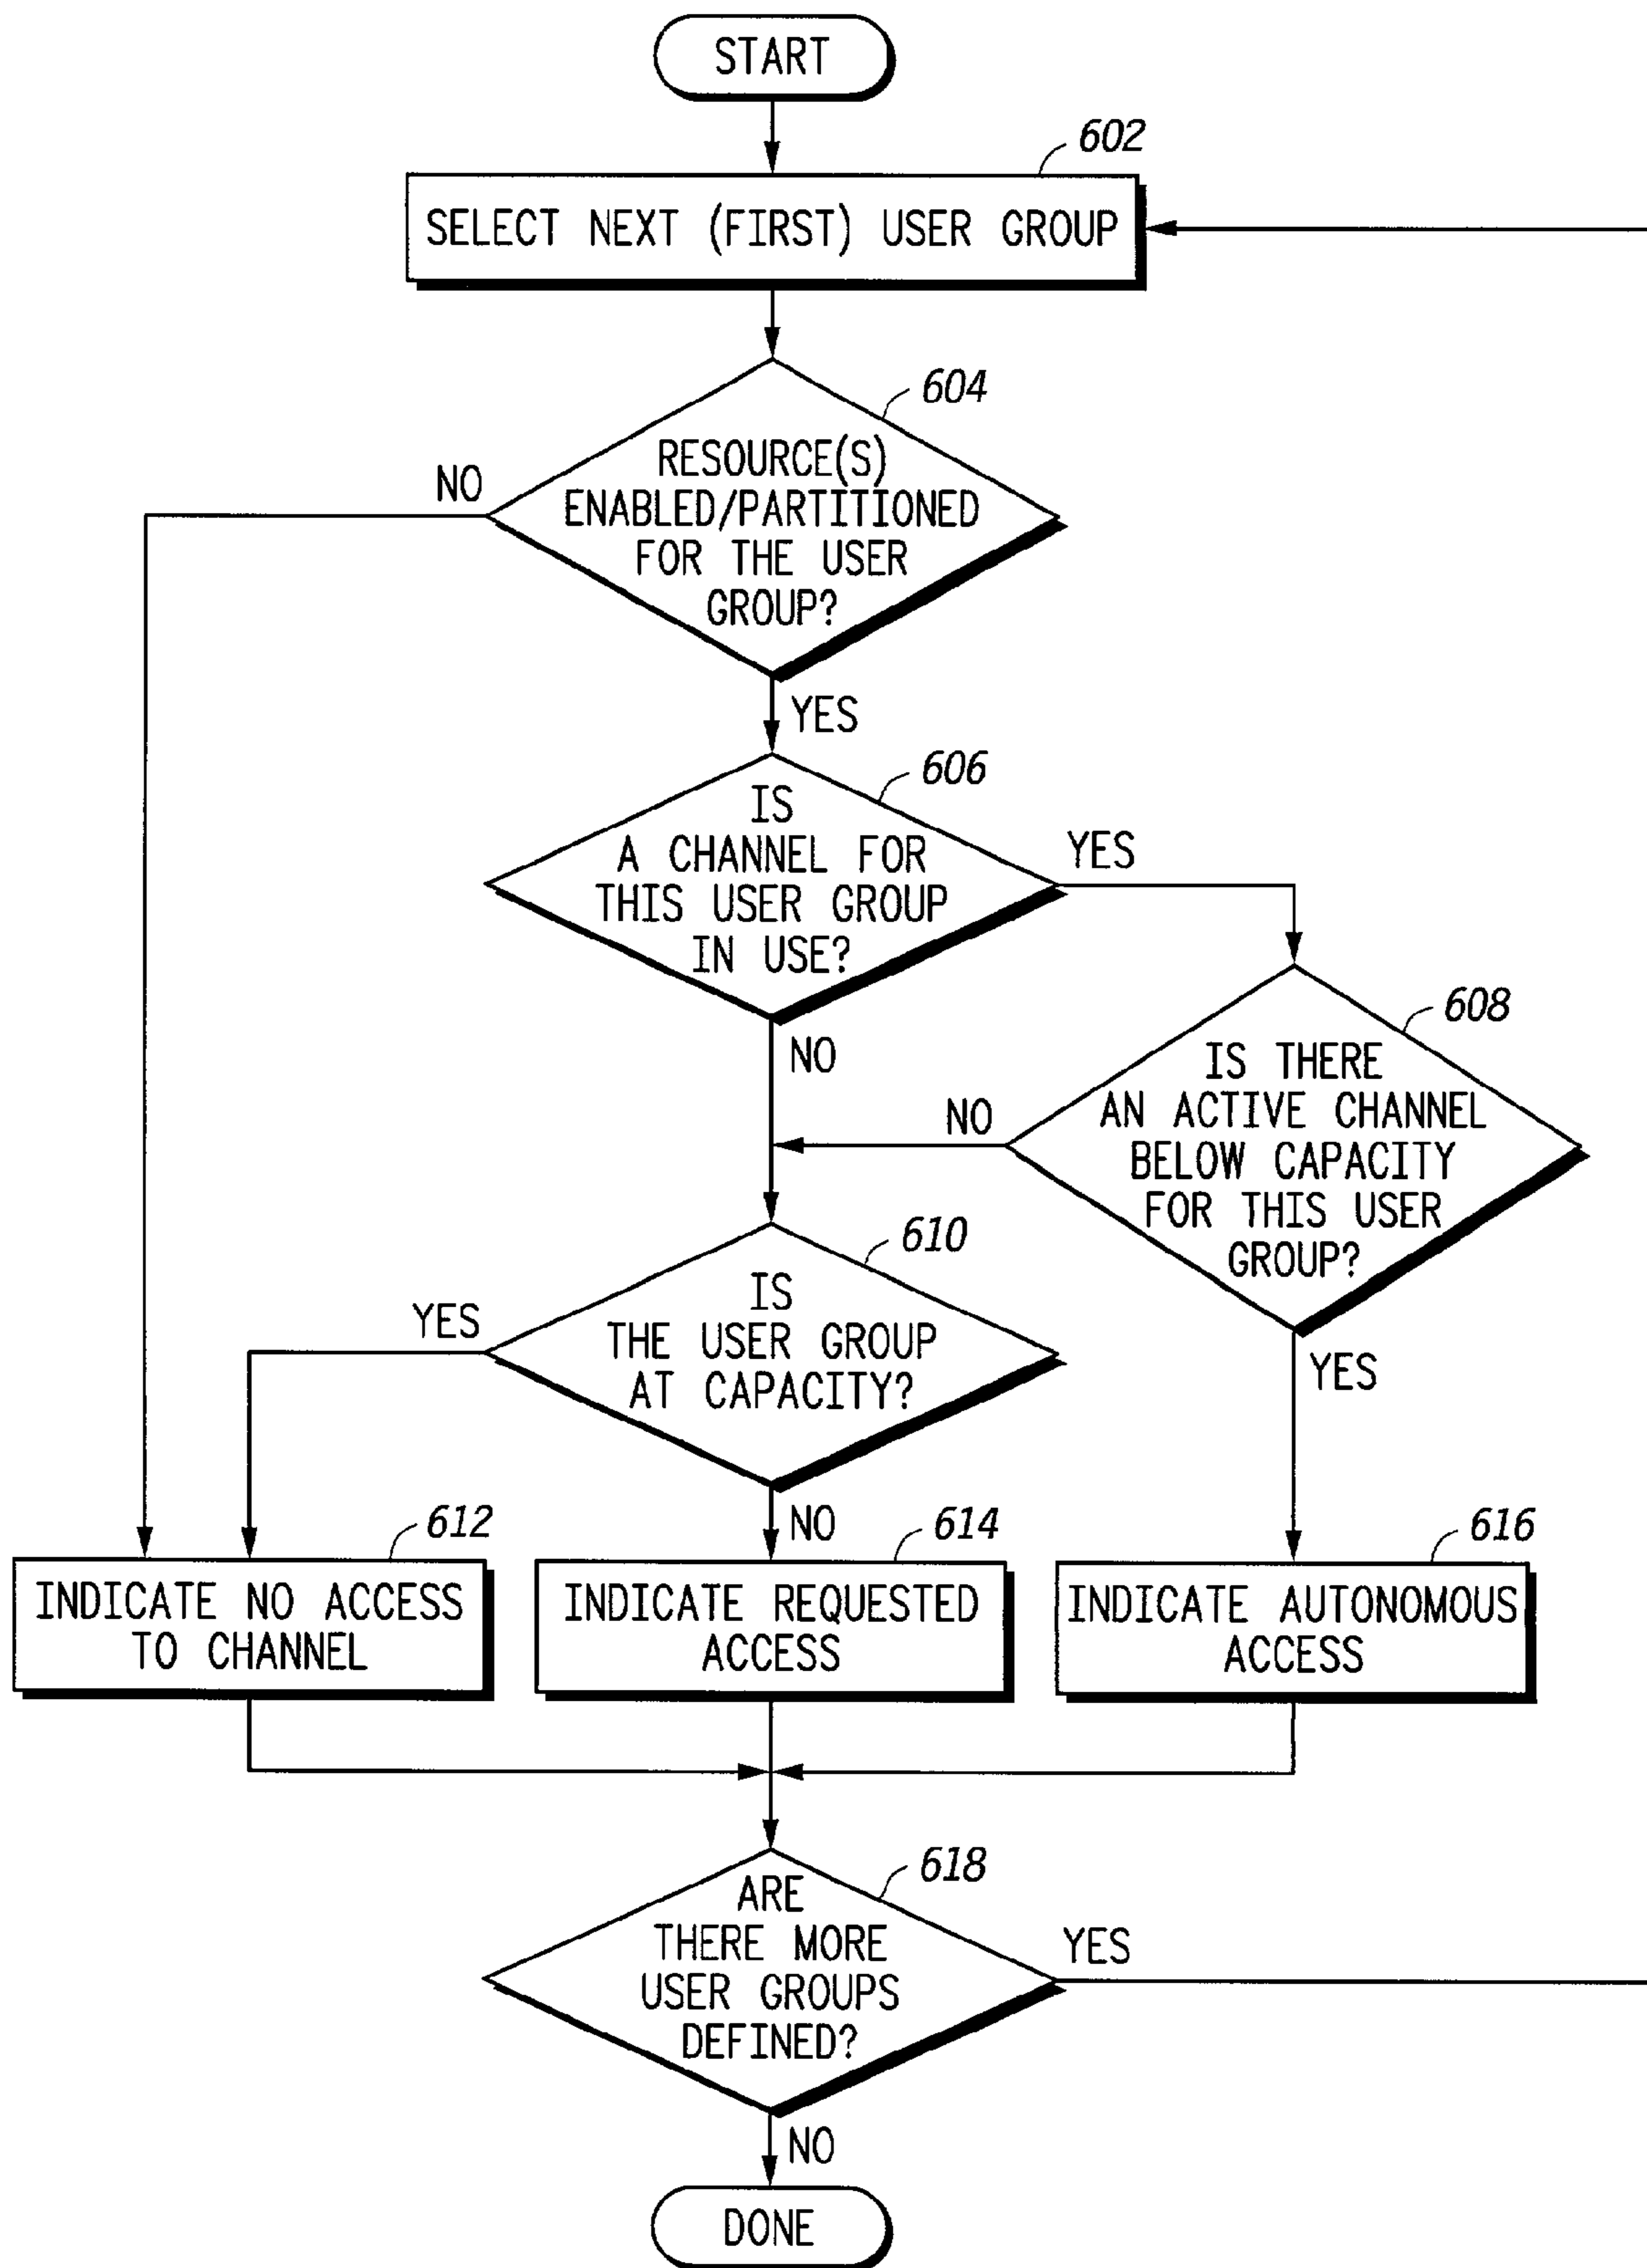 START
602
SELECT NEXT (FIRST) USER GROUP
604
RESOURCE(S)
ENABLED/PARTITIONED
FOR THE USER
GROUP?
NO
YES
606
IS
A CHANNEL FOR
THIS USER GROUP
IN USE?
YES
NO
608
IS THERE
AN ACTIVE CHANNEL
BELOW CAPACITY
FOR THIS USER
GROUP?
NO
YES
610
IS
THE USER GROUP
AT CAPACITY?
YES
NO
612
INDICATE NO ACCESS
TO CHANNEL
614
INDICATE REQUESTED
ACCESS
616
INDICATE AUTONOMOUS
ACCESS
618
ARE
THERE MORE
USER GROUPS
DEFINED?
YES
NO
DONE